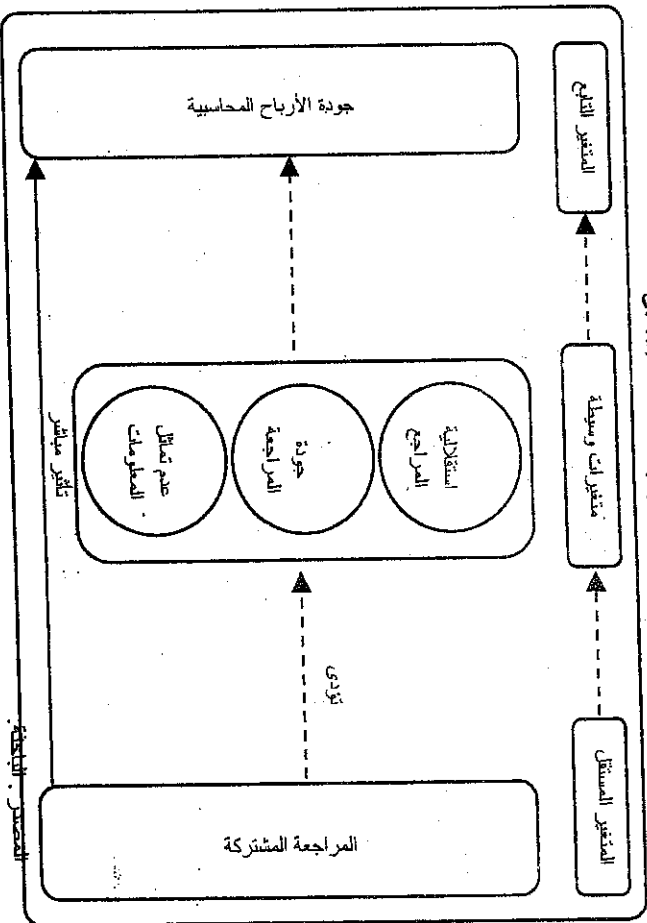 المتغير المستقل
متغيرات وسيطة
المتغير التابع
المراجعة المشتركة
تؤدى
استقلالية
المراجع
جودة
المراجعة
عدم تماثل
المعلومات
جودة الأرباح المحاسبية
تأثير مباشر
المصدر : الباحثة